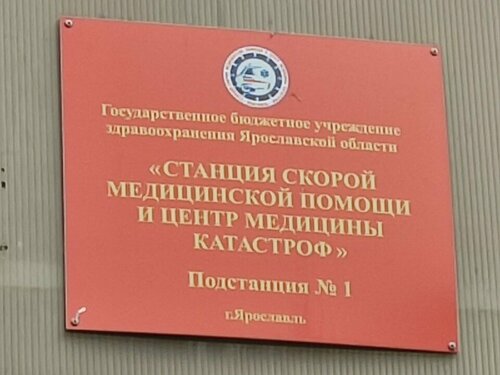 Государственное бюджетное учреждение
здравоохранения Ярославской области
«СТАНЦИЯ СКОРОЙ
МЕДИЦИНСКОЙ ПОМОЩИ
И ЦЕНТР МЕДИЦИНЫ
КАТАСТРОФ»
Подстанция № 1
г.Ярославль